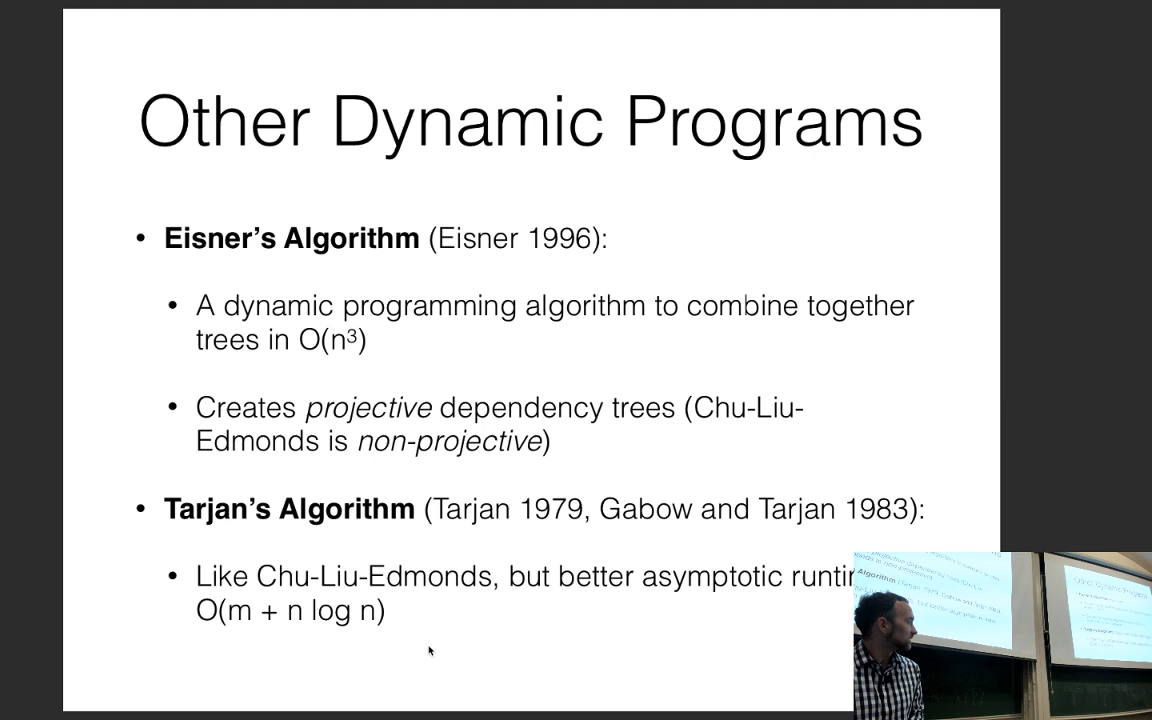 Other Dynamic Programs
• Eisner's Algorithm (Eisner 1996):
• A dynamic programming algorithm to combine together
trees in O(n³)
• Creates projective dependency trees (Chu-Liu-
Edmonds is non-projective)
• Tarjan's Algorithm (Tarjan 1979, Gabow and Tarjan 1983):
• Like Chu-Liu-Edmonds, but better asymptotic
O(m + n log n)